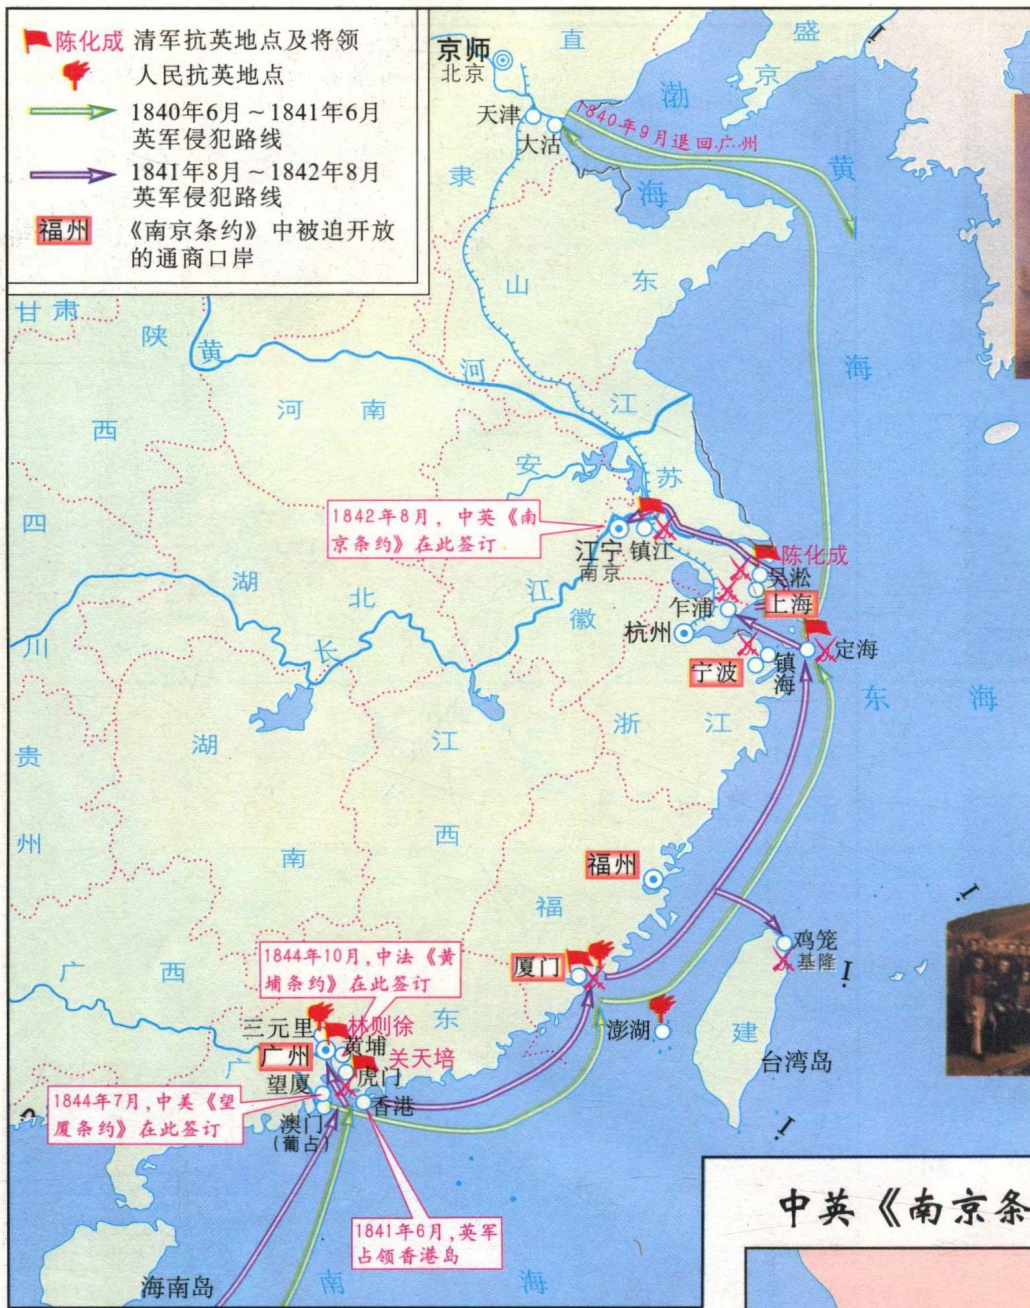 陈化成 清军抗英地点及将领
人民抗英地点
1840年6月～1841年6月
英军侵犯路线
1841年8月～1842年8月
英军侵犯路线
福州 《南京条约》中被迫开放
的通商口岸
京师
北京
直
隶
盛
京
天津
大沽
渤
海
1840年9月退回广州
黄
海
山 东
甘肃
陕
西
黄 河
河 南
江
苏
安
徽
四
川
1842年8月，中英《南
京条约》在此签订
江宁
南京
镇江
陈化成
吴淞
上海
乍浦
杭州
定海
宁波
镇
海
东 海
湖 北
长 江
浙 江
贵
州
湖
南
江
西
福州
福
建
鸡笼
基隆
厦门
澎湖
台湾岛
广 西
1844年10月，中法《黄
埔条约》在此签订
三元里
林则徐
广州
黄埔
广 东
关天培
虎门
望厦
香港
澳门
(葡占)
1844年7月，中美《望
厦条约》在此签订
1841年6月，英军
占领香港岛
海南岛
南 海
中英《南京条